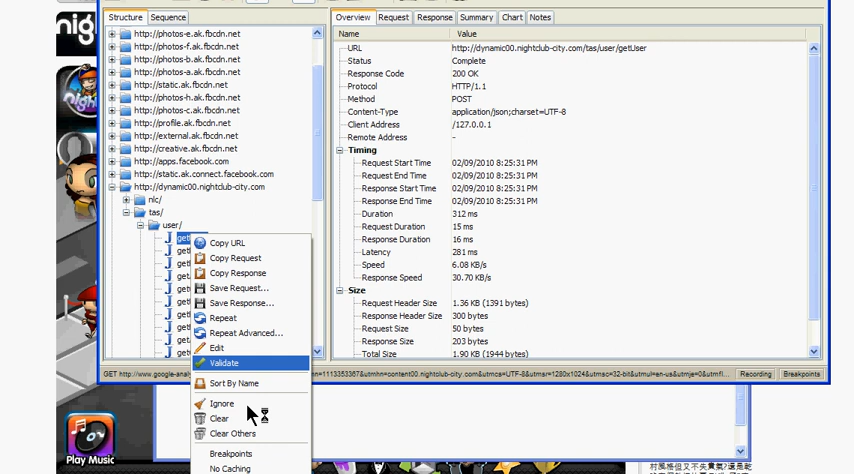 Structure Sequence
Overview Request Response Summary Chart Notes
http://photos-e.ak.fbcdn.net
http://photos-f.ak.fbcdn.net
http://photos-b.ak.fbcdn.net
http://photos-a.ak.fbcdn.net
http://static.ak.fbcdn.net
http://photos-h.ak.fbcdn.net
http://photos-c.ak.fbcdn.net
http://profile.ak.fbcdn.net
http://external.ak.fbcdn.net
http://creative.ak.fbcdn.net
http://apps.facebook.com
http://static.ak.connect.facebook.com
http://dynamic00.nightclub-city.com
nlc/
tas/
user/
Copy URL
Copy Request
Copy Response
Save Request...
Save Response...
Repeat
Repeat Advanced...
Edit
Validate
Sort By Name
Ignore
Clear
Clear Others
Breakpoints
No Caching
Name Value
URL http://dynamic00.nightclub-city.com/tas/user/getUser
Status Complete
Response Code 200 OK
Protocol HTTP/1.1
Method POST
Content-Type application/json;charset=UTF-8
Client Address /127.0.0.1
Remote Address -
Timing
Request Start Time 02/09/2010 8:25:31 PM
Request End Time 02/09/2010 8:25:31 PM
Response Start Time 02/09/2010 8:25:31 PM
Response End Time 02/09/2010 8:25:31 PM
Duration 312 ms
Request Duration 15 ms
Response Duration 16 ms
Latency 281 ms
Speed 6.08 KB/s
Response Speed 30.70 KB/s
Size
Request Header Size 1.36 KB (1391 bytes)
Response Header Size 300 bytes
Request Size 50 bytes
Response Size 203 bytes
Total Size 1.90 KB (1944 bytes)
Recording Breakpoints
Play Music